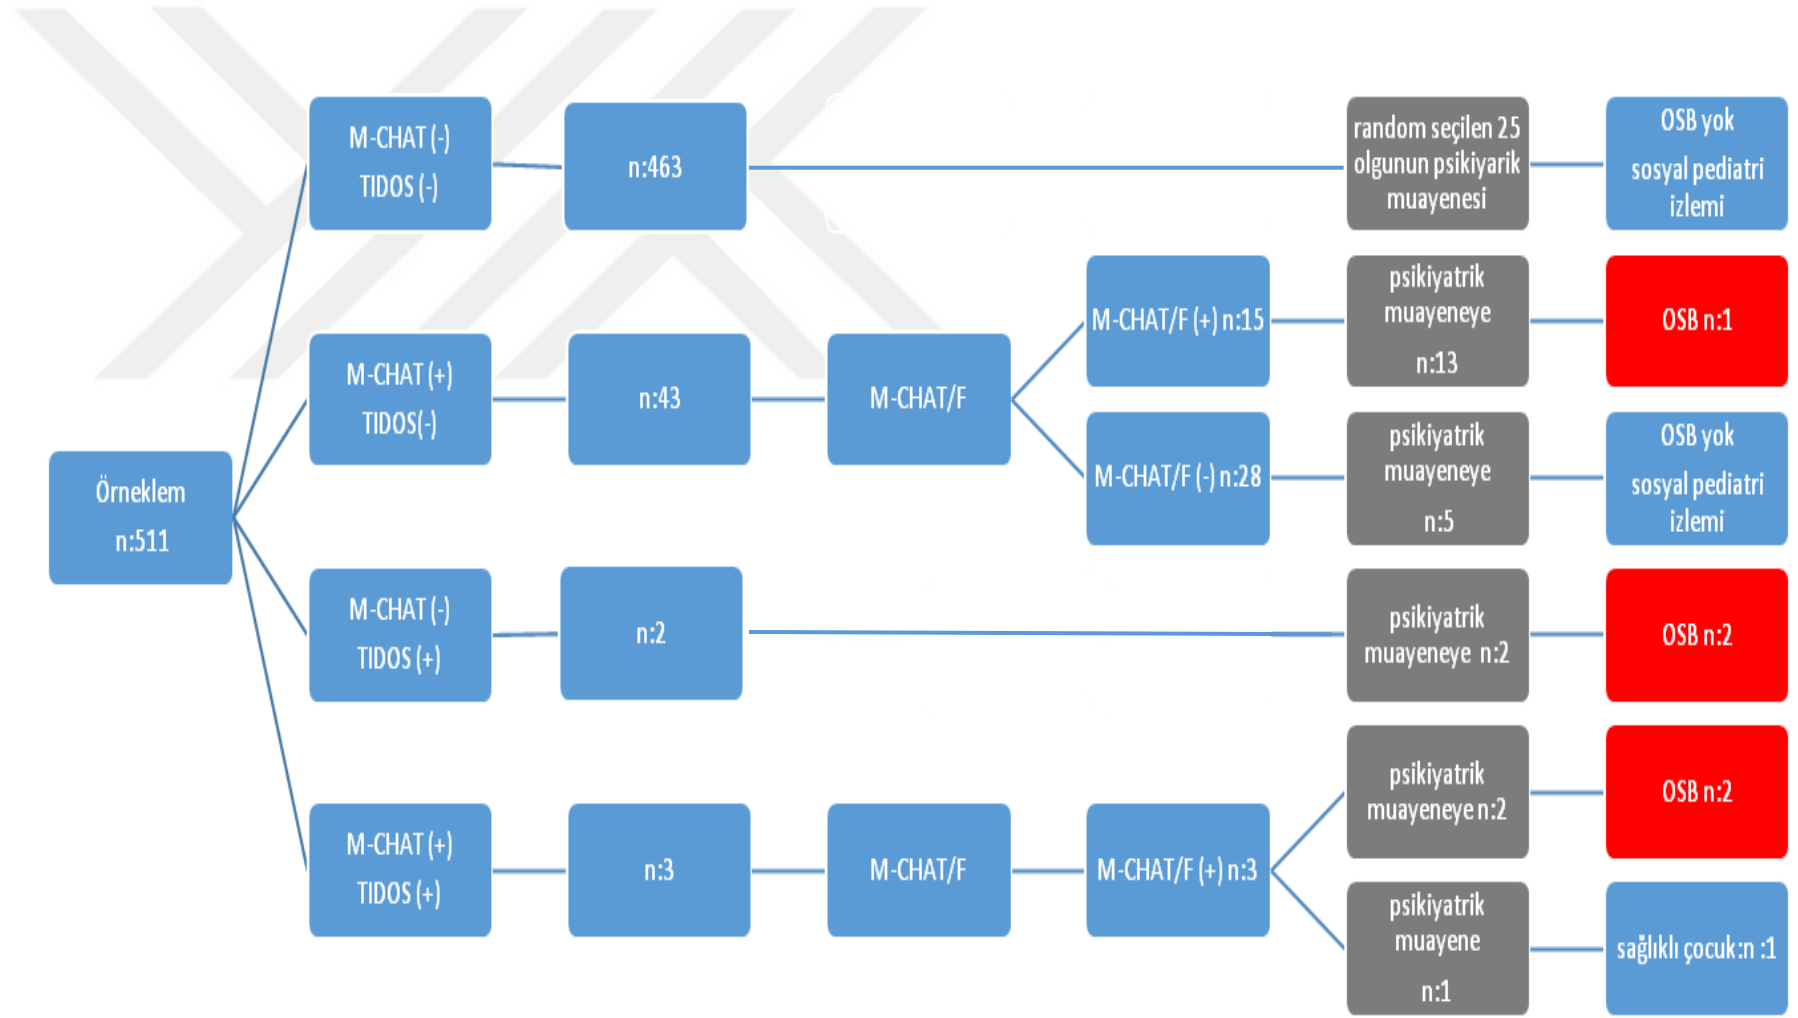 Örneklem
n:511
M-CHAT (-)
TIDOS (-)
n:463
random seçilen 25
olgunun psikiyarik
muayenesi
OSB yok
sosyal pediatri
izlemi
M-CHAT (+)
TIDOS(-)
n:43
M-CHAT/F
M-CHAT/F (+) n:15
psikiyatrik
muayeneye
n:13
OSB n:1
M-CHAT/F (-) n:28
psikiyatrik
muayeneye
n:5
OSB yok
sosyal pediatri
izlemi
M-CHAT (-)
TIDOS (+)
n:2
psikiyatrik
muayeneye n:2
OSB n:2
M-CHAT (+)
TIDOS (+)
n:3
M-CHAT/F
M-CHAT/F (+) n:3
psikiyatrik
muayeneye n:2
OSB n:2
psikiyatrik
muayene
n:1
sağlıklı çocuk:n :1